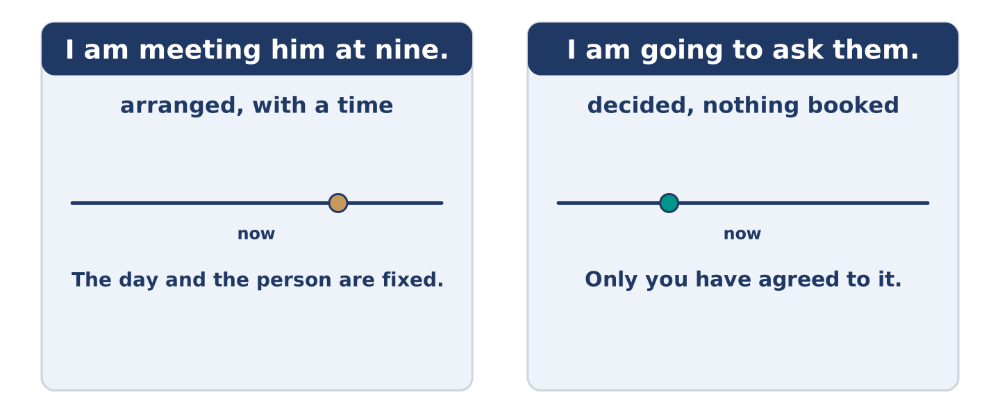 I am meeting him at nine.
arranged, with a time
now
The day and the person are fixed.
I am going to ask them.
decided, nothing booked
now
Only you have agreed to it.